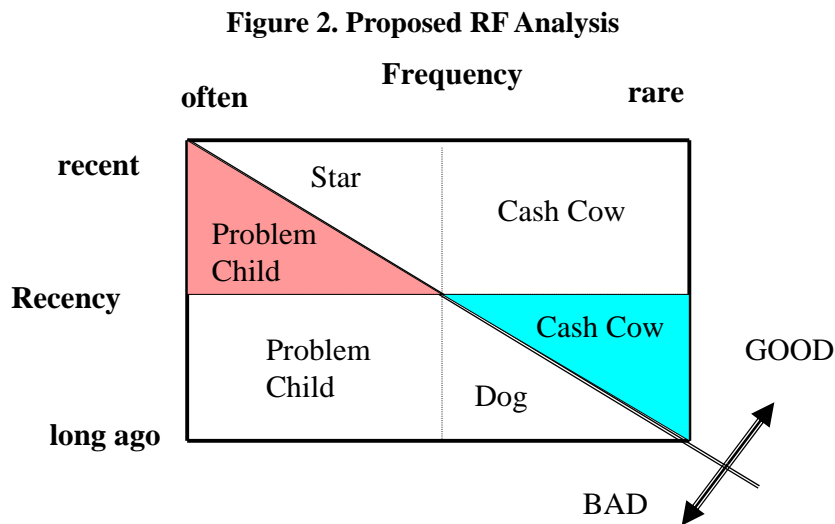 Figure 2. Proposed RF Analysis
Frequency
often
rare
recent
Star
Cash Cow
Problem
Child
Recency
Cash Cow
Problem
Child
GOOD
Dog
long ago
BAD